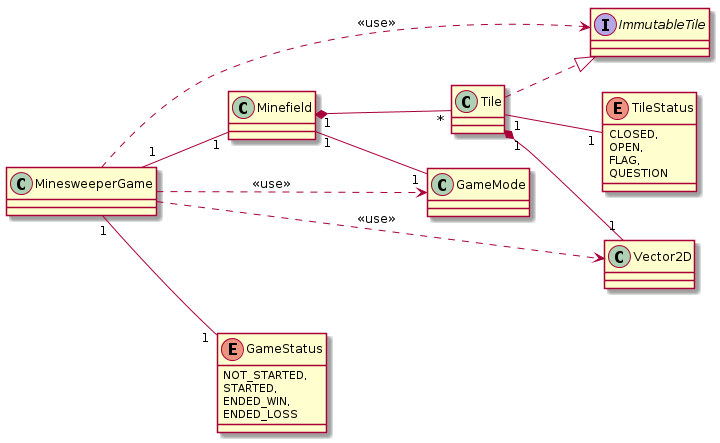 «use»
I ImmutableTile
C Minefield
1
*
C Tile
1
E TileStatus
CLOSED,
OPEN,
FLAG,
QUESTION
1
1
1
1
1
1
C MinesweeperGame
«use»
C GameMode
«use»
1
C Vector2D
1
1
E GameStatus
NOT_STARTED,
STARTED,
ENDED_WIN,
ENDED_LOSS